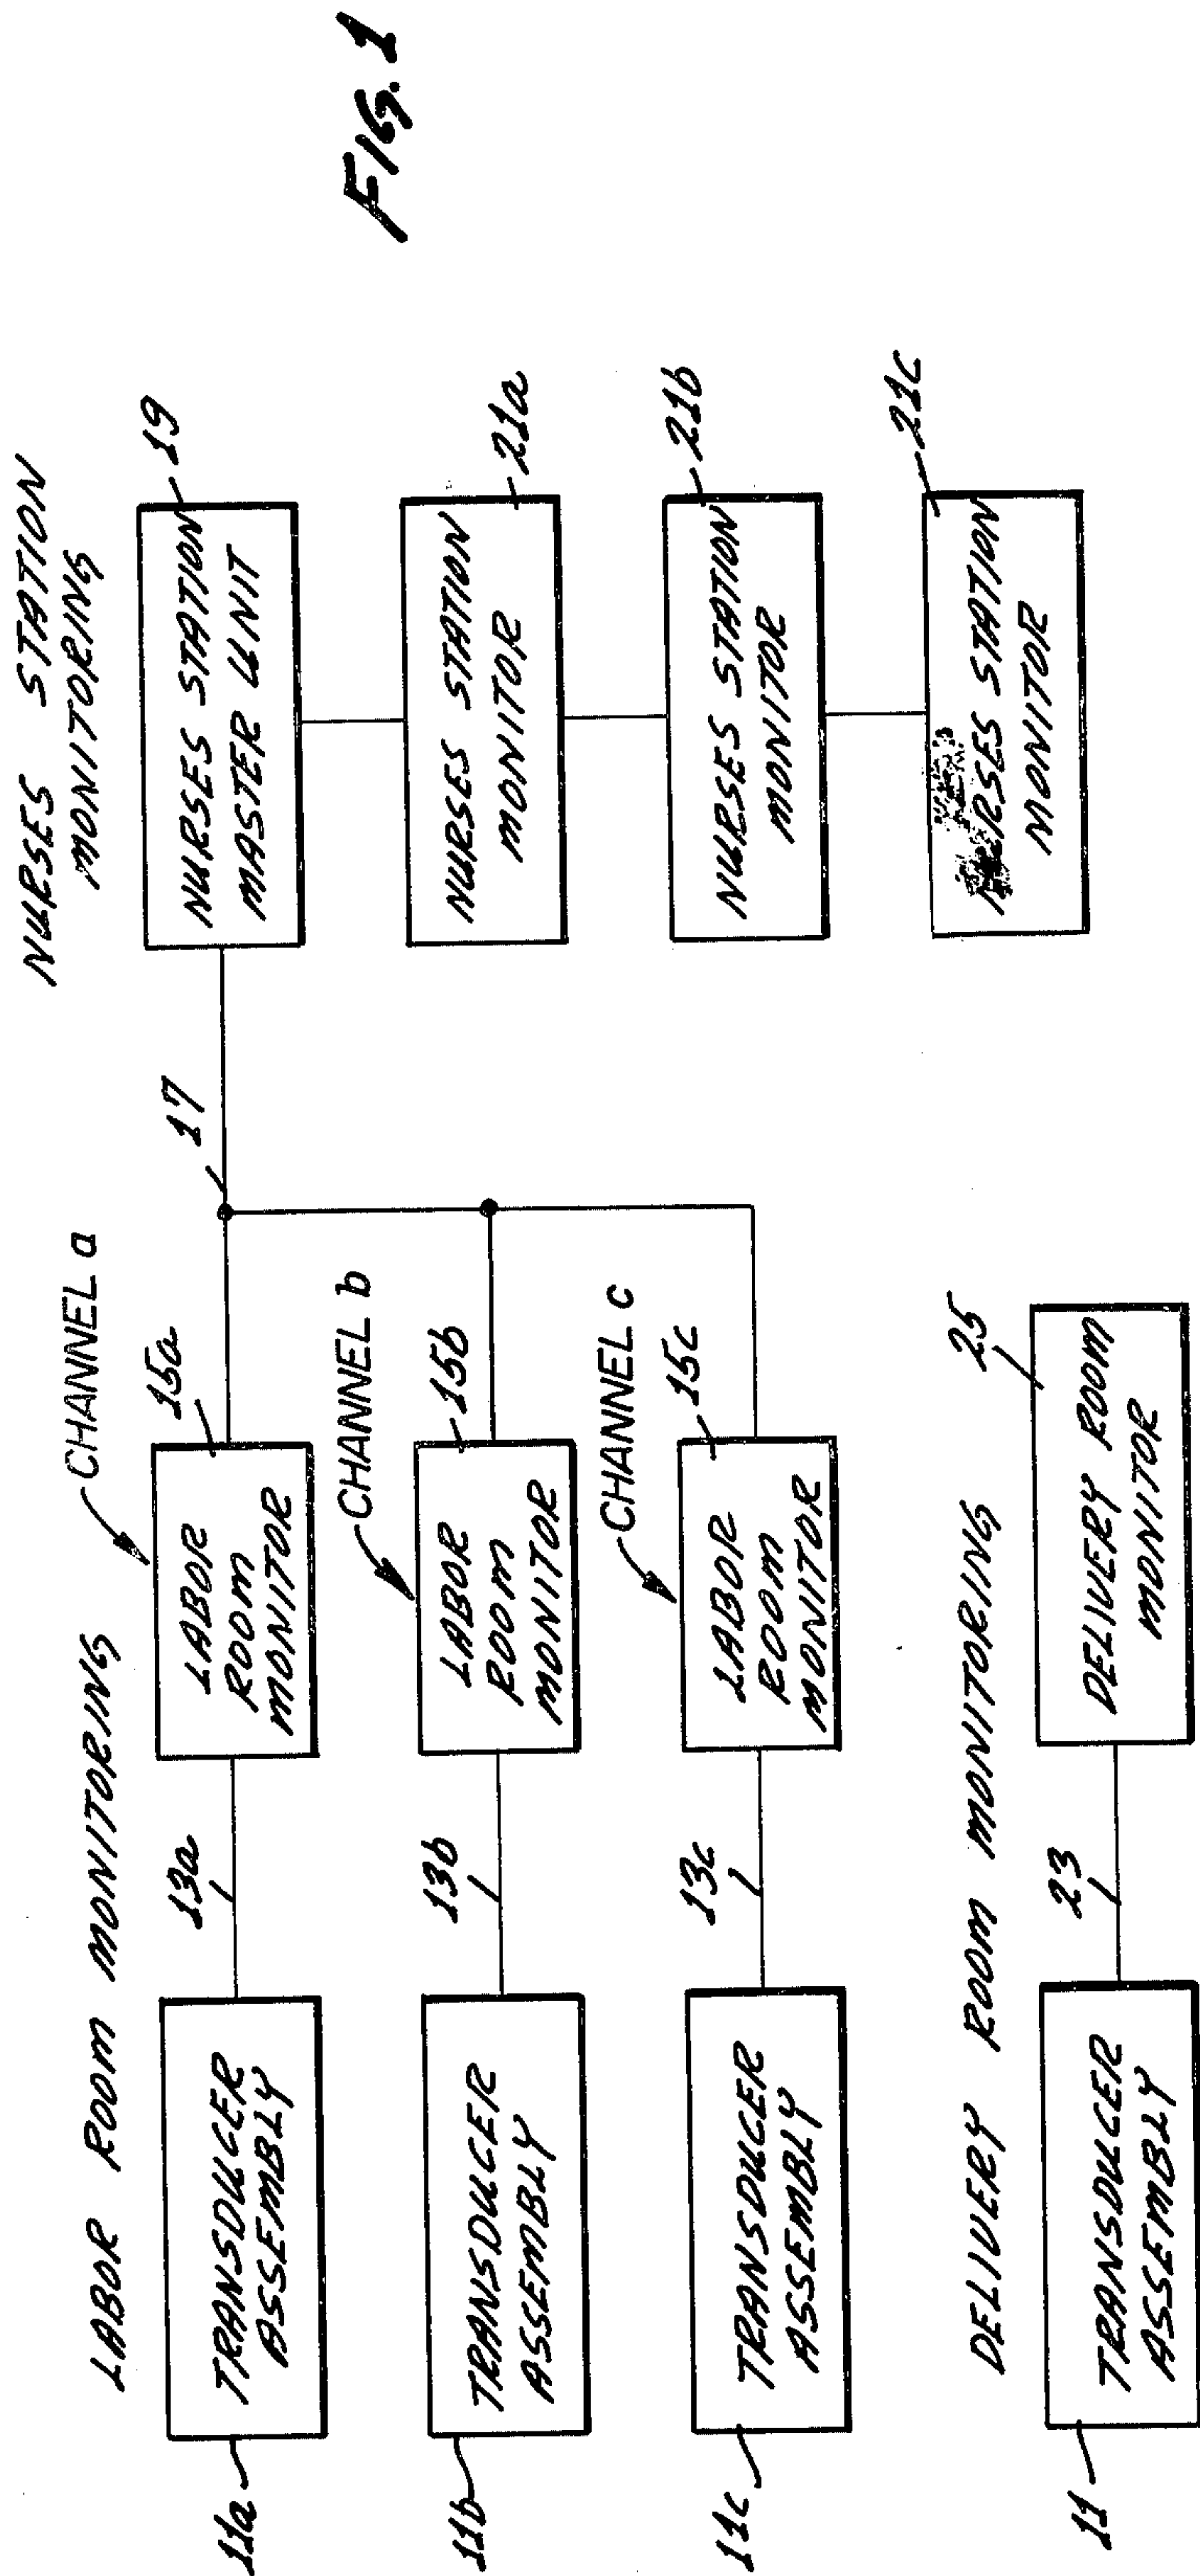 NURSES STATION
MONITORING
LABOR ROOM MONITORING
CHANNEL a
11a
TRANSDUCER
ASSEMBLY
13a
15a
LABOR
ROOM
MONITOR
17
19
NURSES STATION
MASTER UNIT
CHANNEL b
11b
TRANSDUCER
ASSEMBLY
13b
15b
LABOR
ROOM
MONITOR
21a
NURSES STATION
MONITOR
CHANNEL c
11c
TRANSDUCER
ASSEMBLY
13c
15c
LABOR
ROOM
MONITOR
21b
NURSES STATION
MONITOR
21c
NURSES STATION
MONITOR
DELIVERY ROOM MONITORING
11
TRANSDUCER
ASSEMBLY
23
25
DELIVERY ROOM
MONITOR
FIG. 1